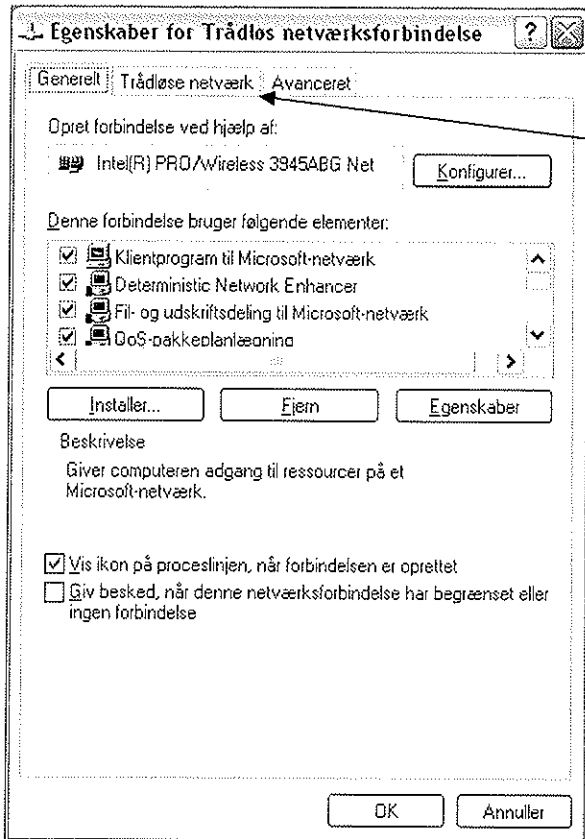 Egenskaber for Trådløs netværksforbindelse
Generelt Trådløse netværk Avanceret
Opret forbindelse ved hjælp af:
Intel(R) PRO/Wireless 3945ABG Net
Konfigurer...
Denne forbindelse bruger følgende elementer:
Klientprogram til Microsoft-netværk
Deterministic Network Enhancer
Fil- og udskriftsdeling til Microsoft-netværk
QoS-pakkeplanlægning
Installer... Fjern Egenskaber
Beskrivelse
Giver computeren adgang til ressourcer på et
Microsoft-netværk.
Vis ikon på proceslinjen, når forbindelsen er oprettet
Giv besked, når denne netværksforbindelse har begrænset eller
ingen forbindelse
OK Annuller